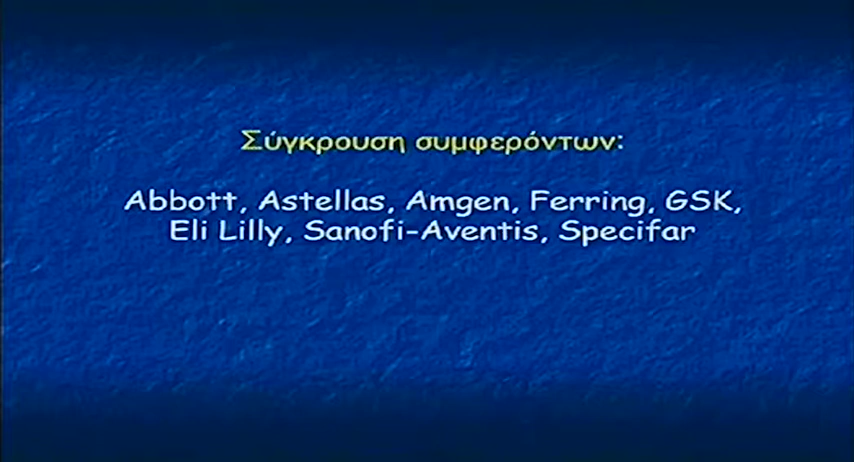 Σύγκρουση συμφερόντων:
Abbott, Astellas, Amgen, Ferring, GSK,
Eli Lilly, Sanofi-Aventis, Specifar